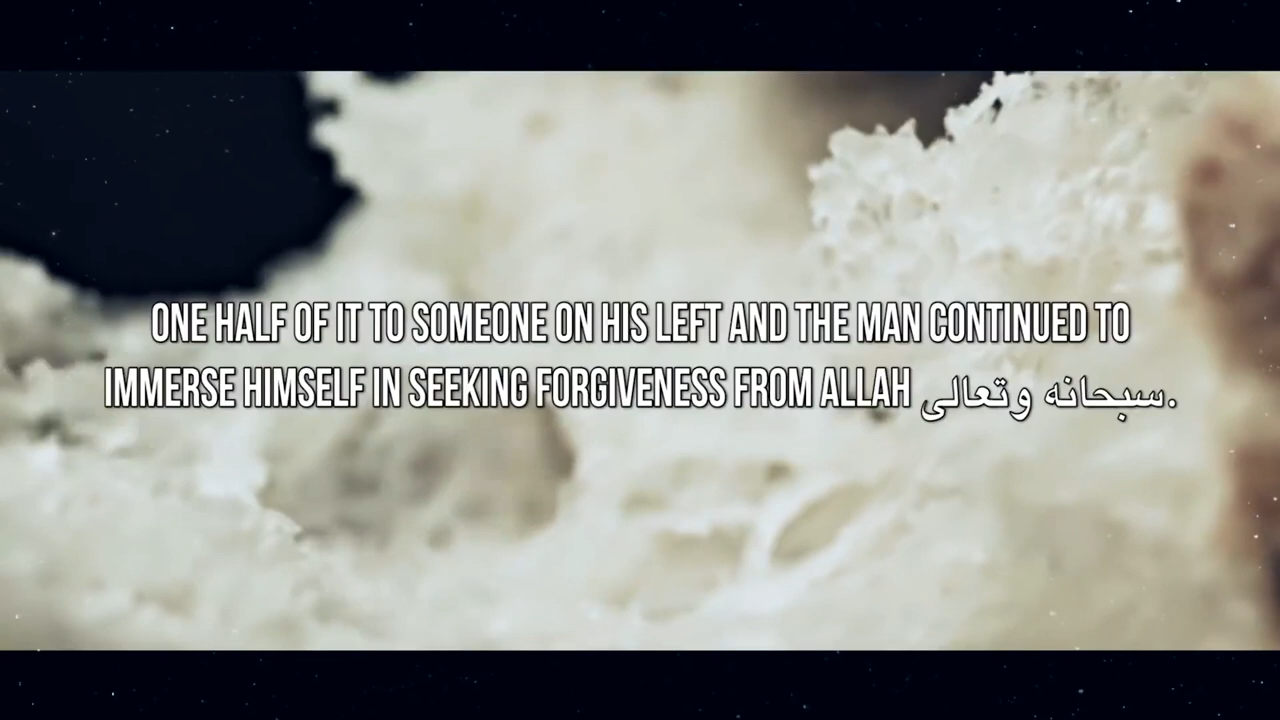 ONE HALF OF IT TO SOMEONE ON HIS LEFT AND THE MAN CONTINUED TO
IMMERSE HIMSELF IN SEEKING FORGIVENESS FROM ALLAH سبحانه وتعالى.